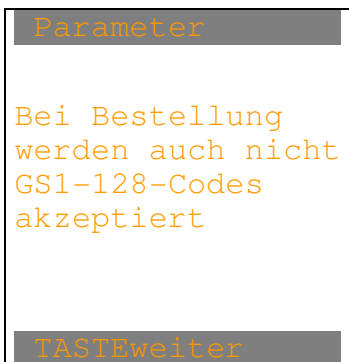 Parameter
Bei Bestellung
werden auch nicht
GS1-128-Codes
akzeptiert
TASTEweiter